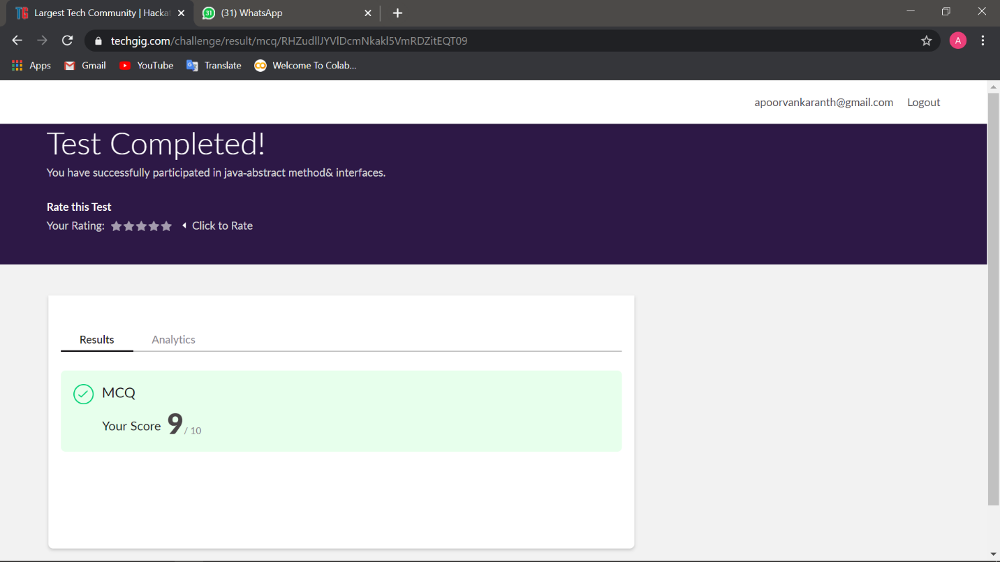 Largest Tech Community | Hacka
(31) WhatsApp
techgig.com/challenge/result/mcq/RHZudllJYVlDcmNkakl5VmRDZitEQT09
A
Apps
Gmail
YouTube
Translate
Welcome To Colab...
apoorvankaranth@gmail.com
Logout
Test Completed!
You have successfully participated in java-abstract method& interfaces.
Rate this Test
Your Rating:
Click to Rate
Results
Analytics
MCQ
Your Score 9 / 10